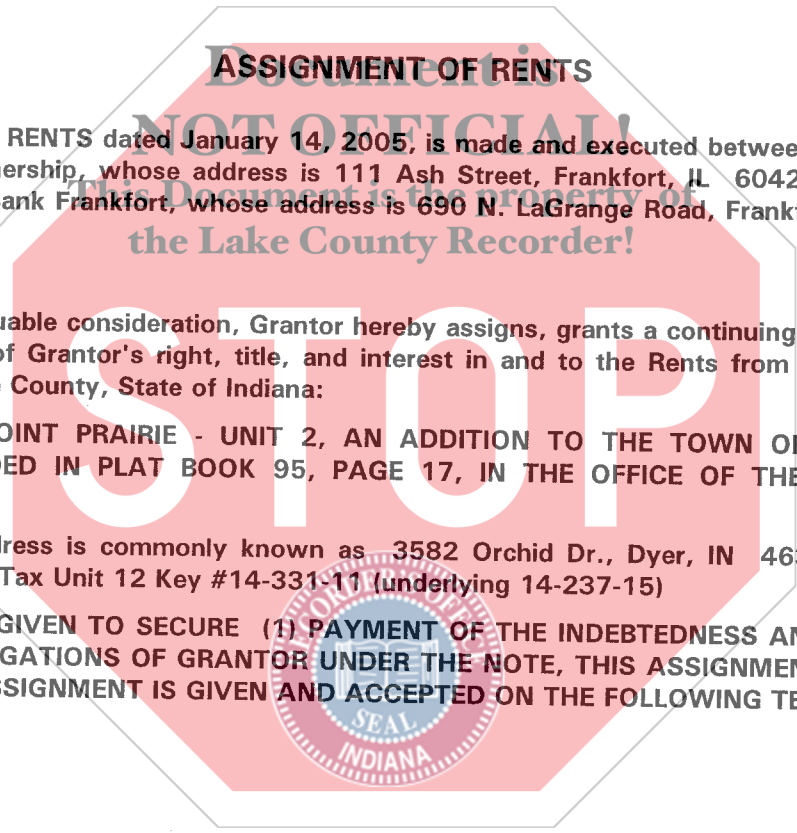 Document is
ASSIGNMENT OF RENTS
NOT OFFICIAL!
RENTS dated January 14, 2005, is made and executed betwee
nership, whose address is 111 Ash Street, Frankfort, IL 6042
This Document is the property of
ank Frankfort, whose address is 690 N. LaGrange Road, Frankf
the Lake County Recorder!
uable consideration, Grantor hereby assigns, grants a continuing
of Grantor's right, title, and interest in and to the Rents from
e County, State of Indiana:
STOP
OINT PRAIRIE - UNIT 2, AN ADDITION TO THE TOWN OF
DED IN PLAT BOOK 95, PAGE 17, IN THE OFFICE OF THE
dress is commonly known as 3582 Orchid Dr., Dyer, IN 463
Tax Unit 12 Key #14-331-11 (underlying 14-237-15)
GIVEN TO SECURE (1) PAYMENT OF THE INDEBTEDNESS AN
GATIONS OF GRANTOR UNDER THE NOTE, THIS ASSIGNMEN
SSIGNMENT IS GIVEN AND ACCEPTED ON THE FOLLOWING TE
RECORDER'S OFFICE
SEAL
INDIANA